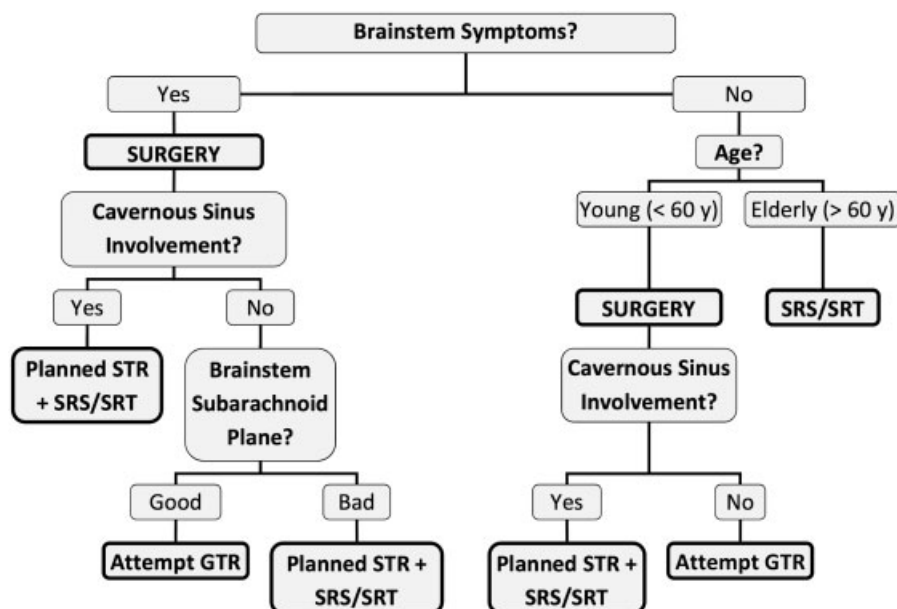 Brainstem Symptoms?
Yes
No
SURGERY
Age?
Cavernous Sinus
Involvement?
Young (< 60 y)
Elderly (> 60 y)
Yes
No
SURGERY
SRS/SRT
Planned STR
+ SRS/SRT
Brainstem
Subarachnoid
Plane?
Cavernous Sinus
Involvement?
Good
Bad
Yes
No
Attempt GTR
Planned STR +
SRS/SRT
Planned STR +
SRS/SRT
Attempt GTR